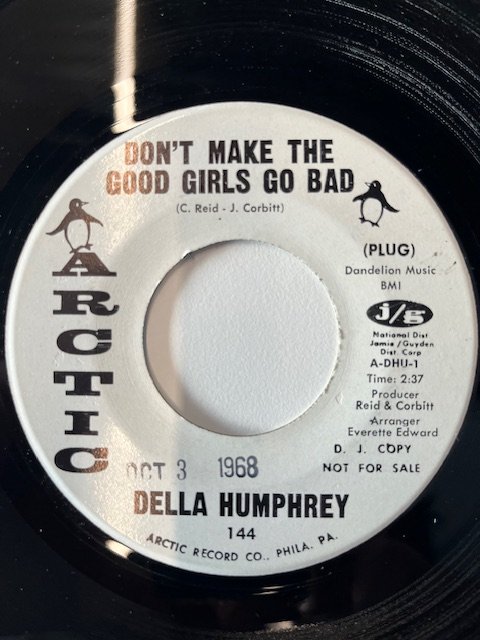 DON'T MAKE THE
GOOD GIRLS GO BAD
(C. Reid - J. Corbitt)
ARCTIC
(PLUG)
Dandelion Music
BMI
j/g
National Dist
Jamie/Guyden
Dist. Corp
A-DHU-1
Time: 2:37
Producer
Reid & Corbitt
Arranger
Everette Edward
D. J. COPY
NOT FOR SALE
OCT 3 1968
DELLA HUMPHREY
144
ARCTIC RECORD CO., PHILA. PA.